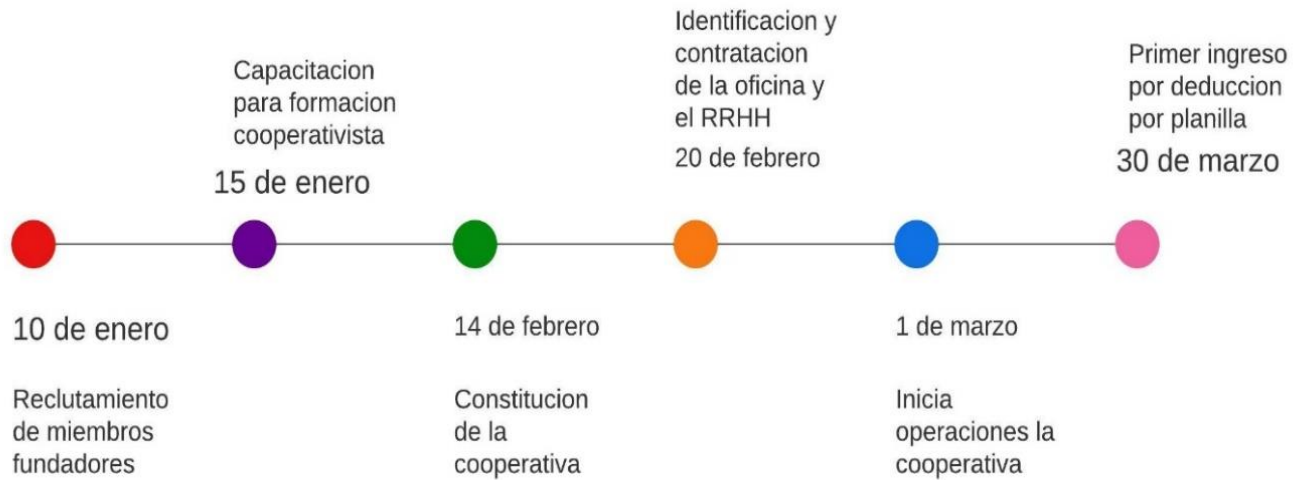 10 de enero
Reclutamiento
de miembros
fundadores
Capacitacion
para formacion
cooperativista
15 de enero
14 de febrero
Constitucion
de la
cooperativa
Identificacion y
contratacion
de la oficina y
el RRHH
20 de febrero
1 de marzo
Inicia
operaciones la
cooperativa
Primer ingreso
por deduccion
por planilla
30 de marzo